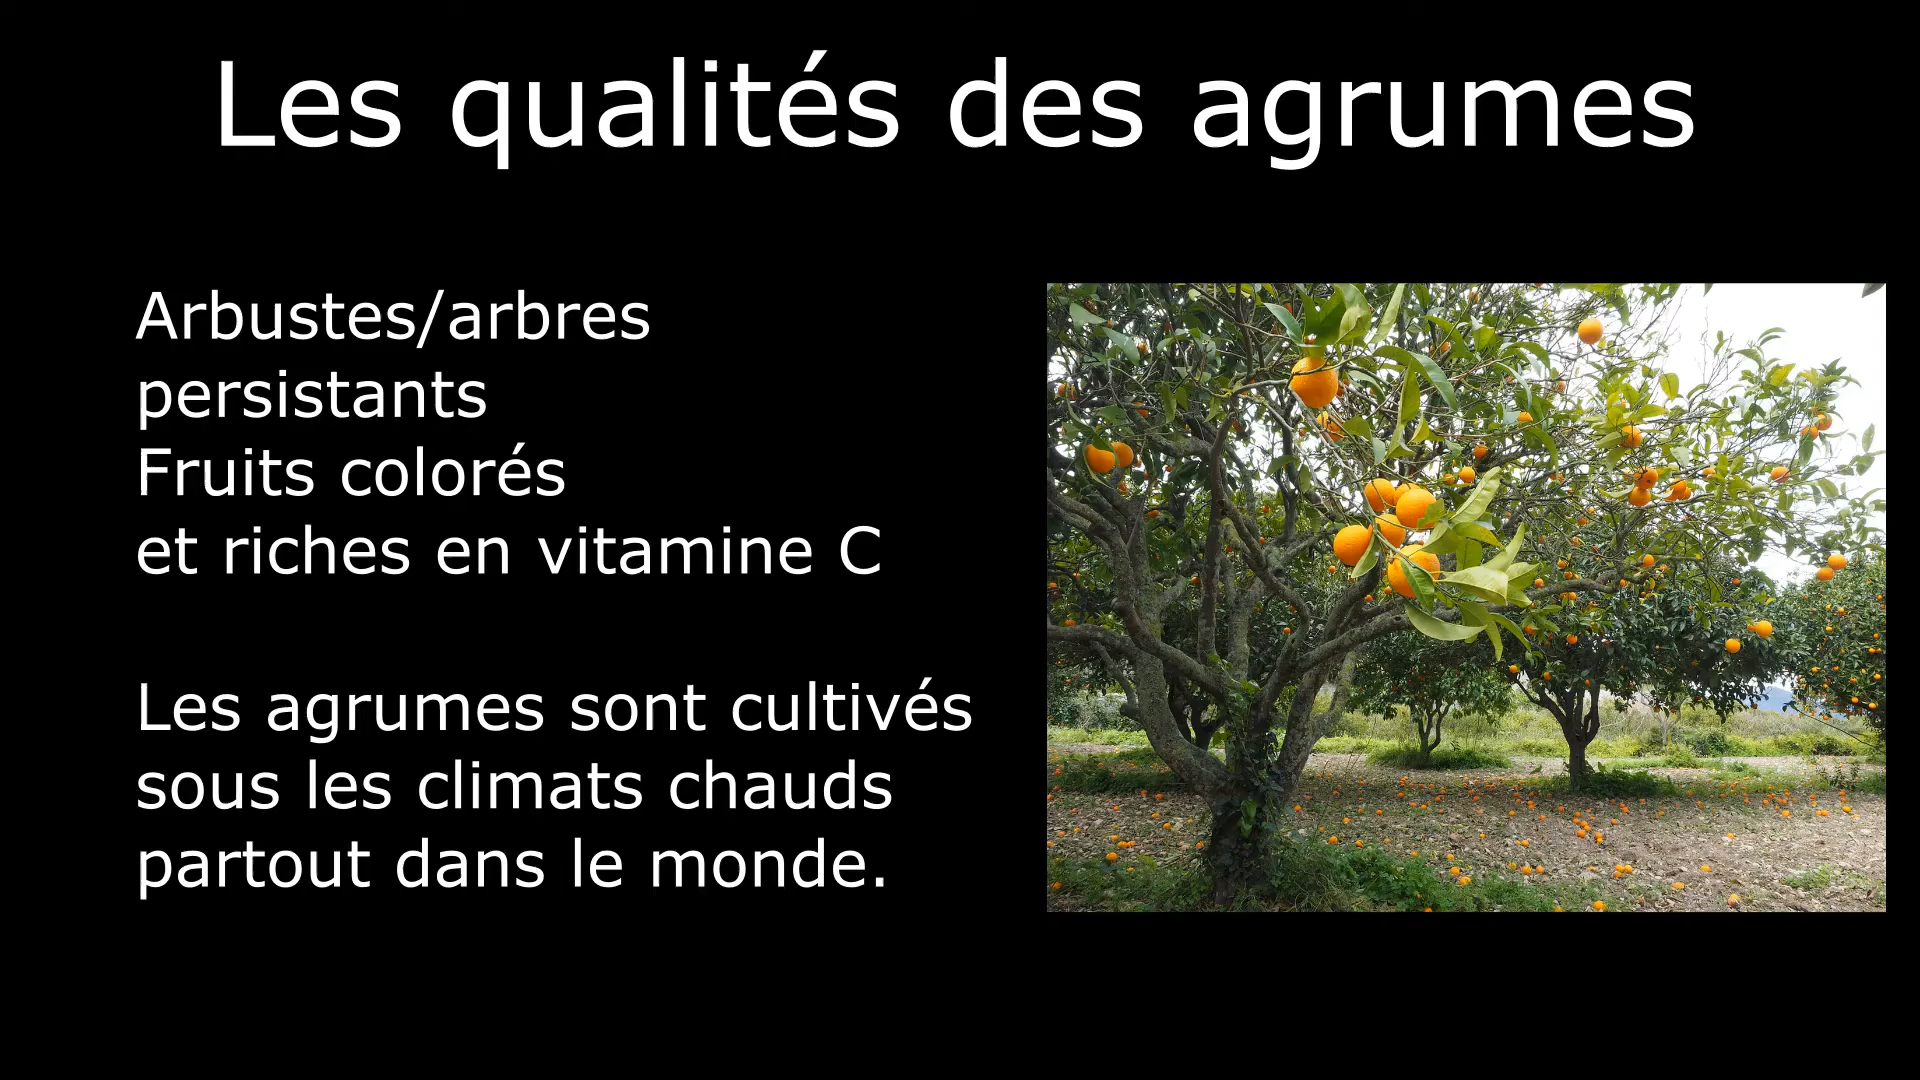 Les qualités des agrumes
Arbustes/arbres
persistants
Fruits colorés
et riches en vitamine C
Les agrumes sont cultivés
sous les climats chauds
partout dans le monde.